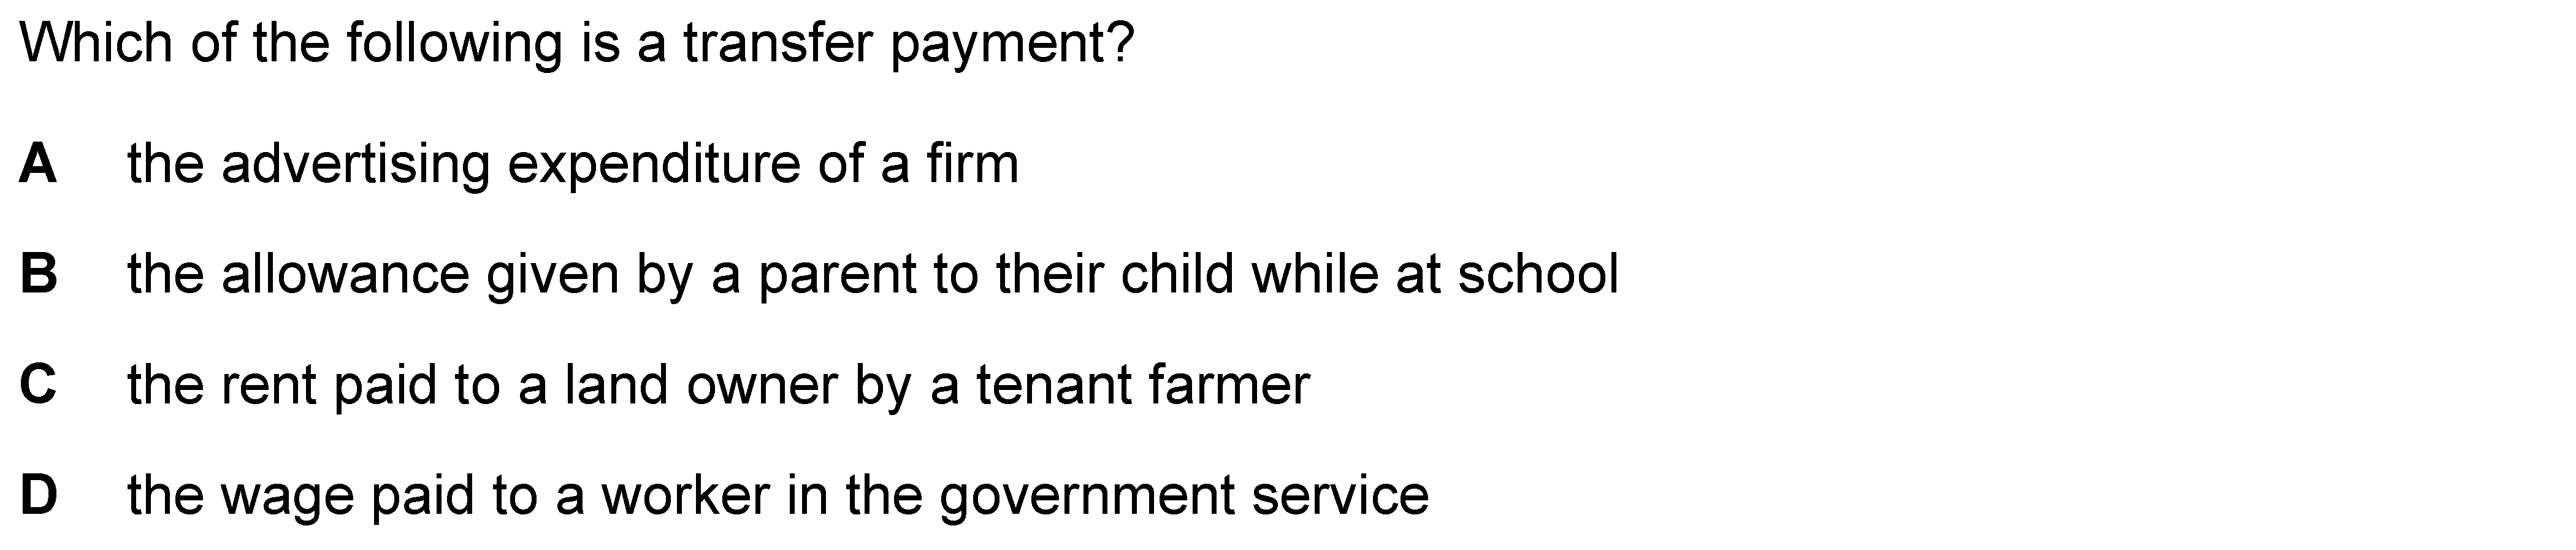 Which of the following is a transfer payment?
A the advertising expenditure of a firm
B the allowance given by a parent to their child while at school
C the rent paid to a land owner by a tenant farmer
D the wage paid to a worker in the government service